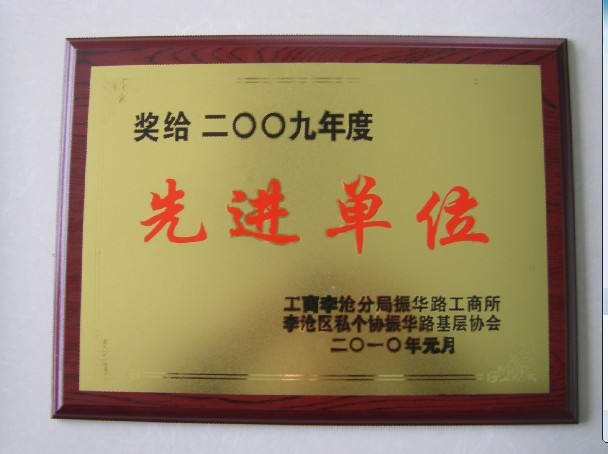 奖给 二〇〇九年度
先进单位
工商李沧分局振华路工商所
李沧区私个协振华路基层协会
二〇一〇年元月